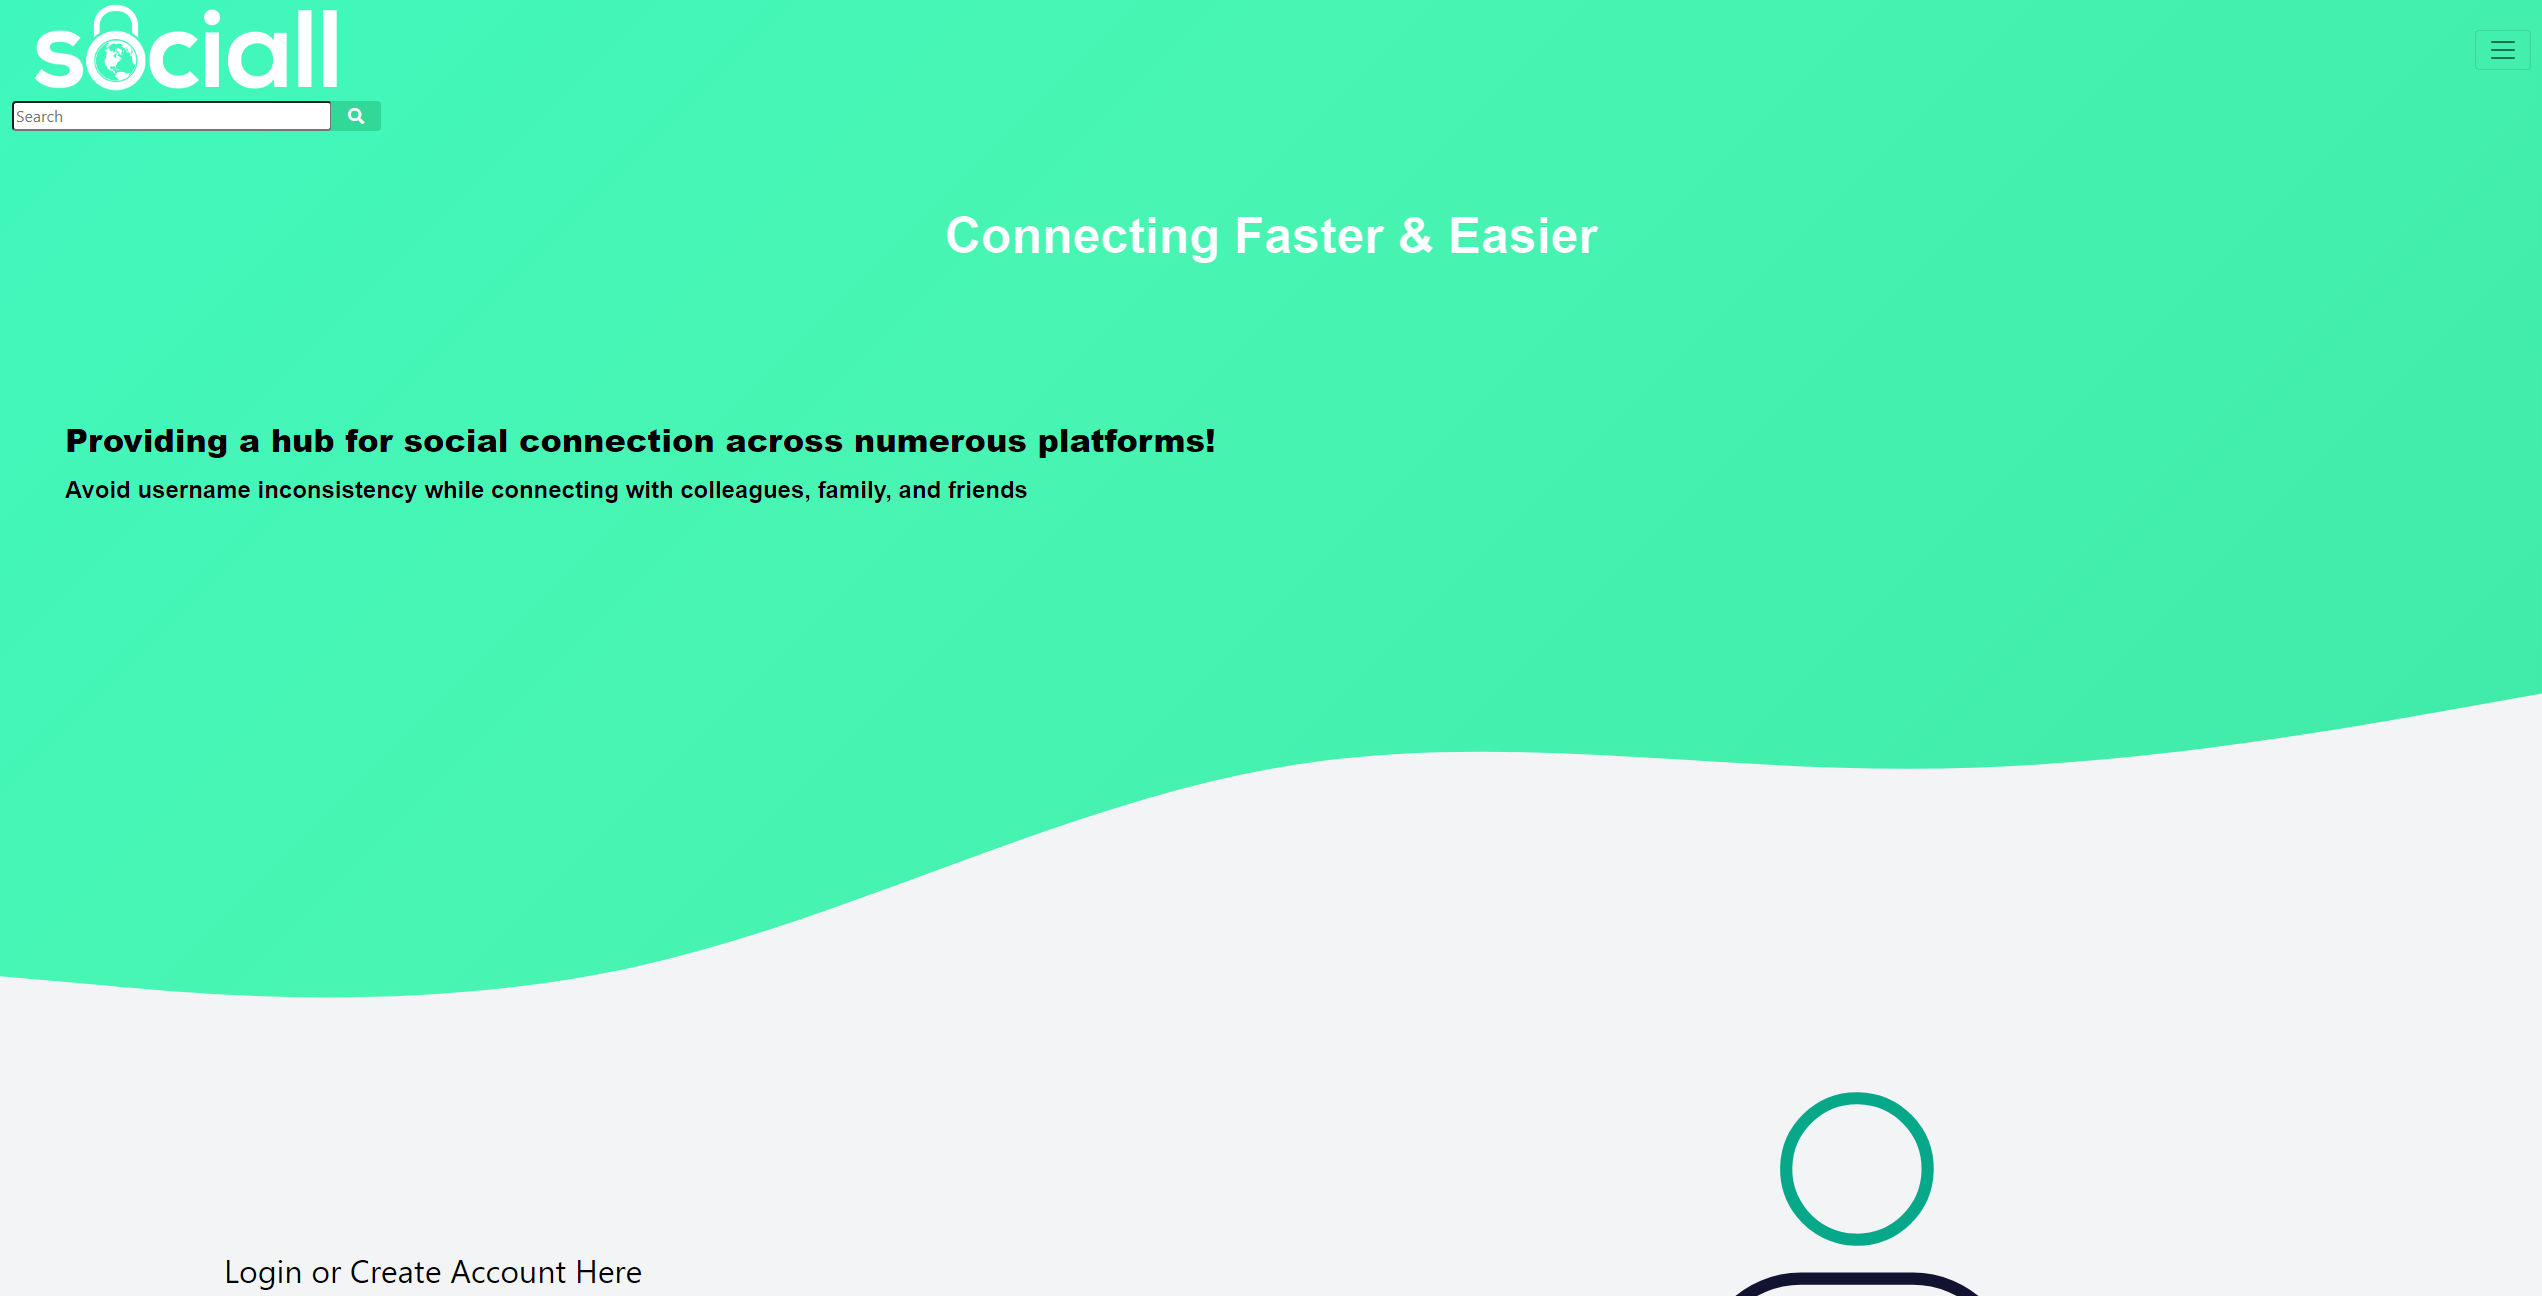 sociall
Search
Connecting Faster & Easier
Providing a hub for social connection across numerous platforms!
Avoid username inconsistency while connecting with colleagues, family, and friends
Login or Create Account Here